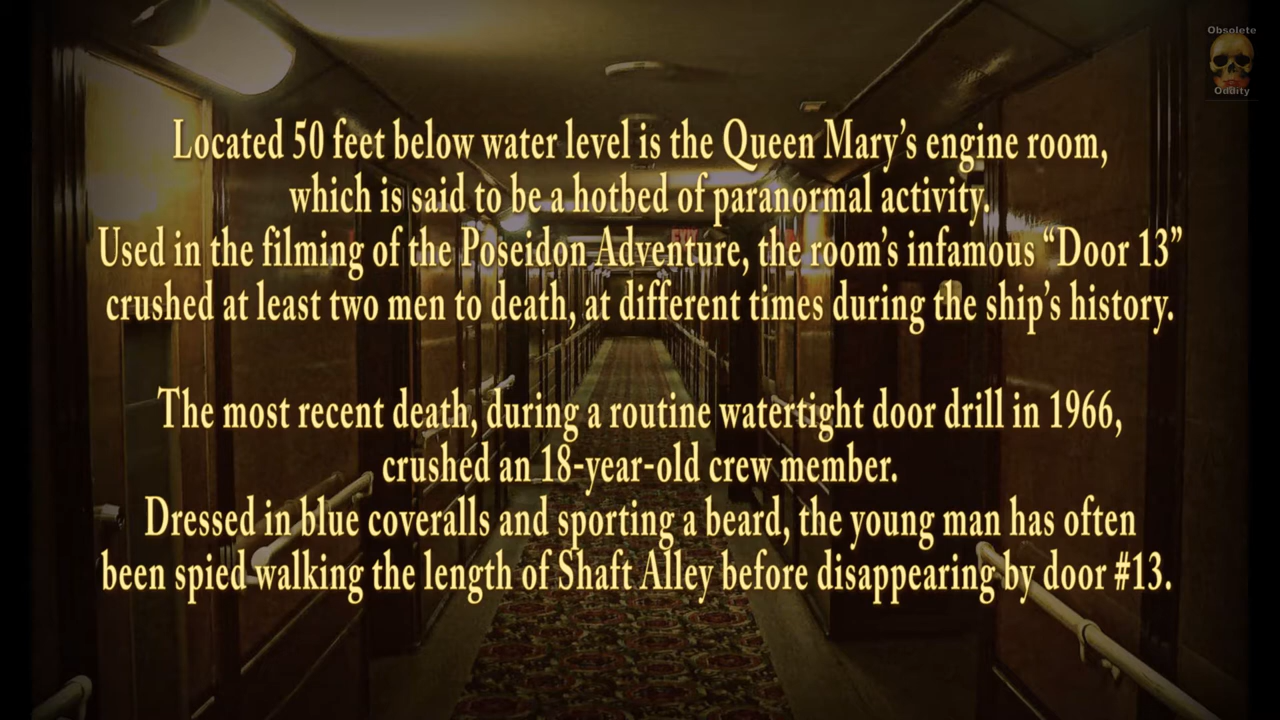 Obsolete
Oddity
Located 50 feet below water level is the Queen Mary’s engine room,
which is said to be a hotbed of paranormal activity.
Used in the filming of the Poseidon Adventure, the room’s infamous “Door 13”
crushed at least two men to death, at different times during the ship’s history.
The most recent death, during a routine watertight door drill in 1966,
crushed an 18-year-old crew member.
Dressed in blue coveralls and sporting a beard, the young man has often
been spied walking the length of Shaft Alley before disappearing by door #13.
EXIT